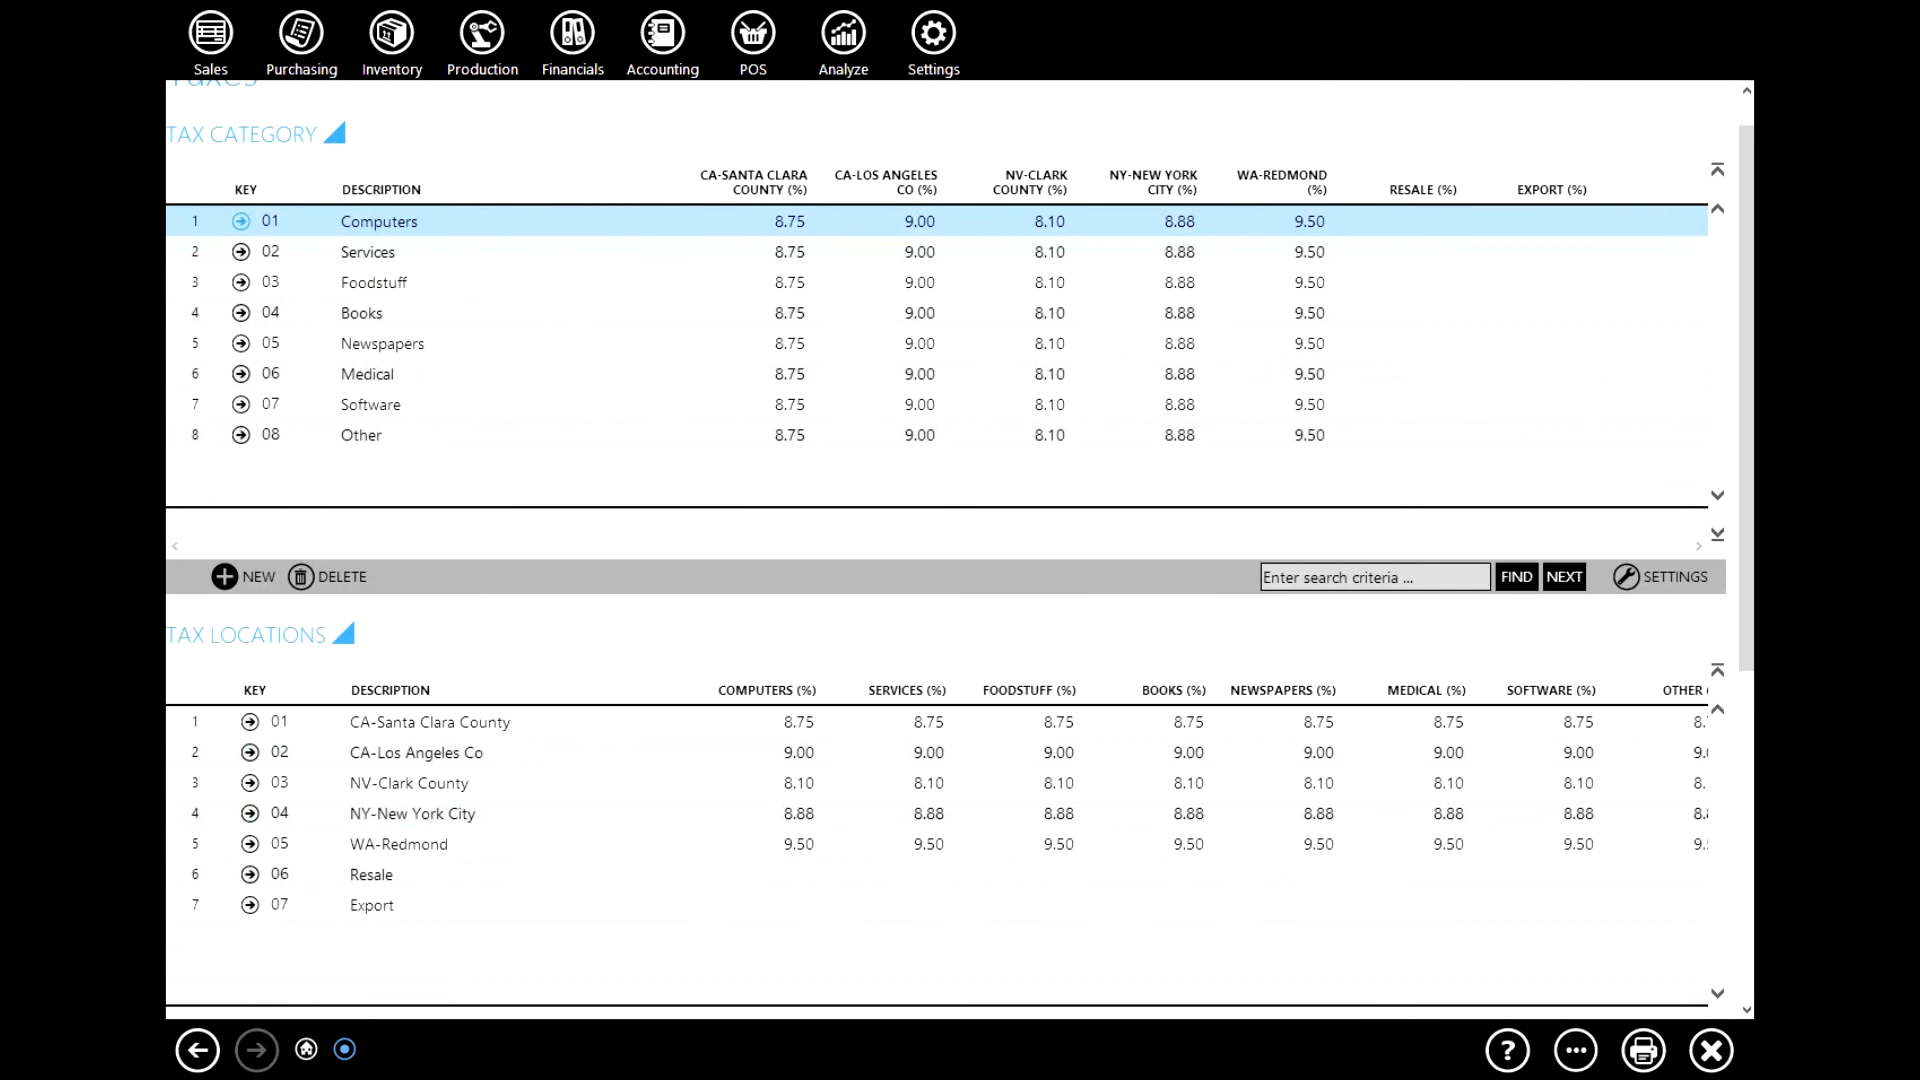 Sales Purchasing Inventory Production Financials Accounting POS Analyze Settings
Taxes
TAX CATEGORY
KEY DESCRIPTION CA-SANTA CLARA COUNTY (%) CA-LOS ANGELES CO (%) NV-CLARK COUNTY (%) NY-NEW YORK CITY (%) WA-REDMOND (%) RESALE (%) EXPORT (%)
1 01 Computers 8.75 9.00 8.10 8.88 9.50
2 02 Services 8.75 9.00 8.10 8.88 9.50
3 03 Foodstuff 8.75 9.00 8.10 8.88 9.50
4 04 Books 8.75 9.00 8.10 8.88 9.50
5 05 Newspapers 8.75 9.00 8.10 8.88 9.50
6 06 Medical 8.75 9.00 8.10 8.88 9.50
7 07 Software 8.75 9.00 8.10 8.88 9.50
8 08 Other 8.75 9.00 8.10 8.88 9.50
NEW DELETE Enter search criteria ... FIND NEXT SETTINGS
TAX LOCATIONS
KEY DESCRIPTION COMPUTERS (%) SERVICES (%) FOODSTUFF (%) BOOKS (%) NEWSPAPERS (%) MEDICAL (%) SOFTWARE (%) OTHER (
1 01 CA-Santa Clara County 8.75 8.75 8.75 8.75 8.75 8.75 8.75 8.
2 02 CA-Los Angeles Co 9.00 9.00 9.00 9.00 9.00 9.00 9.00 9.
3 03 NV-Clark County 8.10 8.10 8.10 8.10 8.10 8.10 8.10 8.
4 04 NY-New York City 8.88 8.88 8.88 8.88 8.88 8.88 8.88 8.
5 05 WA-Redmond 9.50 9.50 9.50 9.50 9.50 9.50 9.50 9.
6 06 Resale
7 07 Export
?